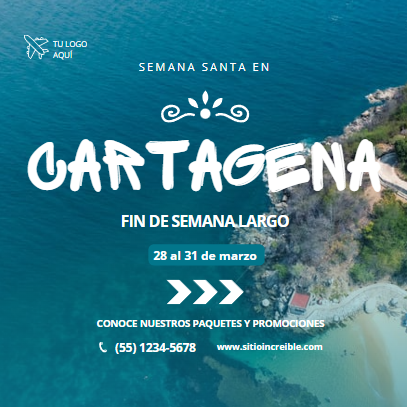 TU LOGO
AQUÍ
SEMANA SANTA EN
CARTAGENA
FIN DE SEMANA LARGO
28 al 31 de marzo
CONOCE NUESTROS PAQUETES Y PROMOCIONES
(55) 1234-5678 www.sitioincreible.com